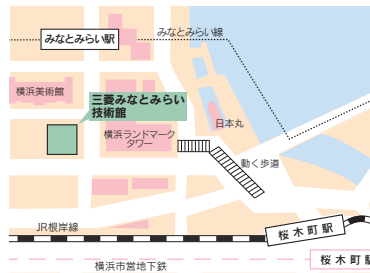 みなとみらい駅
みなとみらい線
横浜美術館
三菱みなとみらい
技術館
日本丸
横浜ランドマーク
タワー
動く歩道
JR根岸線
桜木町駅
横浜市営地下鉄
桜木町駅